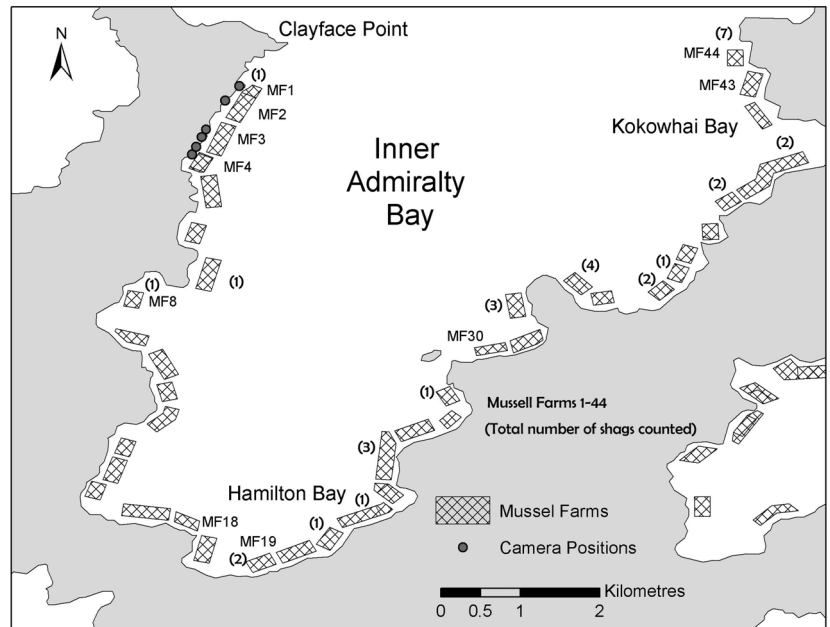 Clayface Point
N
(1)
MF1
MF2
MF3
MF4
(7)
MF44
MF43
Kokowhai Bay
(2)
(2)
Inner
Admiralty
Bay
(1)
(1)
MF8
(4)
(1)
(2)
(3)
MF30
(1)
Mussell Farms 1-44
(Total number of shags counted)
(3)
Hamilton Bay
(1)
(1)
MF18
MF19
(2)
Mussel Farms
Camera Positions
Kilometres
0 0.5 1 2